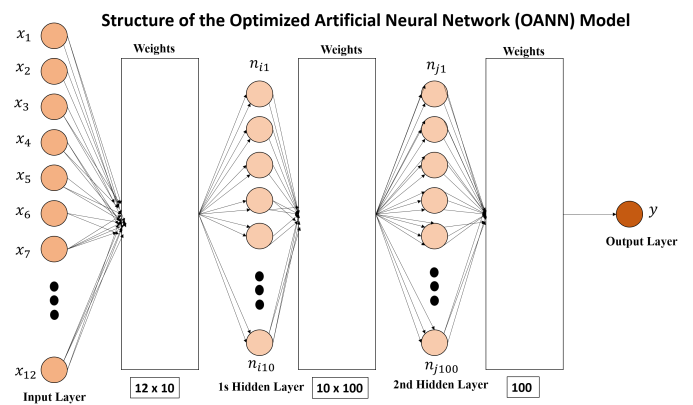 Structure of the Optimized Artificial Neural Network (OANN) Model
Weights
Weights
Weights
x₁
x₂
x₃
x₄
x₅
x₆
x₇
x₁₂
Input Layer
12 x 10
nᵢ₁
nᵢ₁₀
1s Hidden Layer
10 x 100
nⱼ₁
nⱼ₁₀₀
2nd Hidden Layer
100
y
Output Layer